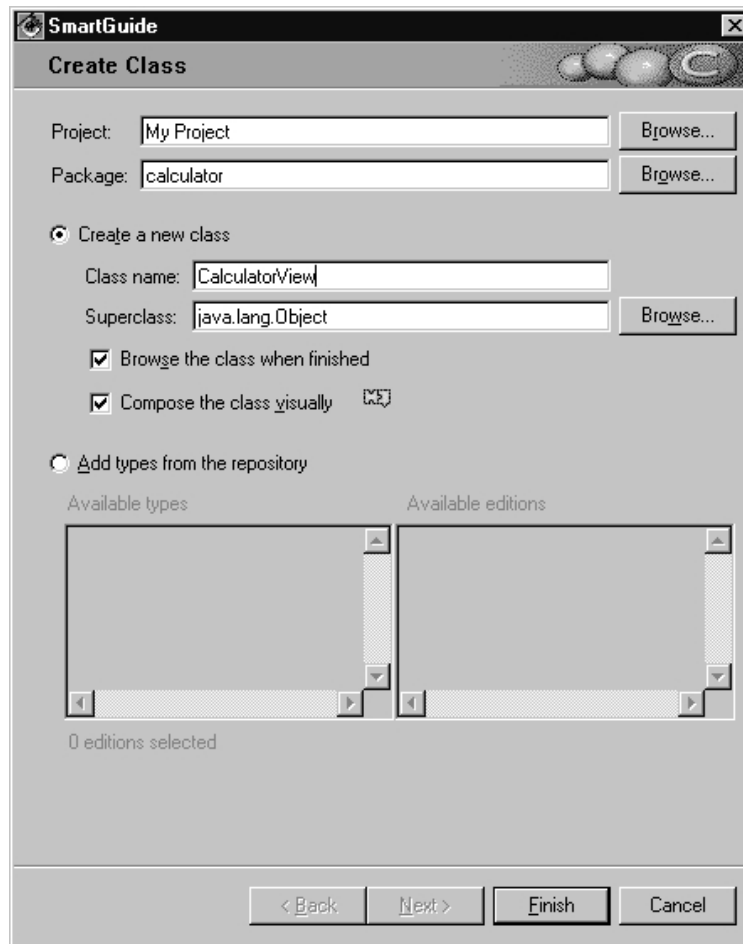 SmartGuide
Create Class
Project: My Project Browse...
Package: calculator Browse...
Create a new class
Class name: CalculatorView
Superclass: java.lang.Object Browse...
Browse the class when finished
Compose the class visually
Add types from the repository
Available types Available editions
0 editions selected
< Back Next > Finish Cancel